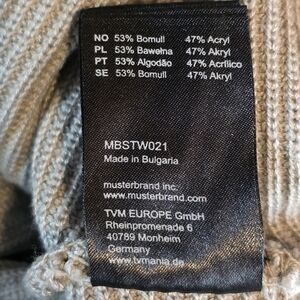 NO 53% Bomull 47% Acryl
PL 53% Bawełna 47% Akryl
PT 53% Algodão 47% Acrílico
SE 53% Bomull 47% Akryl
MBSTW021
Made in Bulgaria
musterbrand inc.
www.musterbrand.com
TVM EUROPE GmbH
Rheinpromenade 6
40789 Monheim
Germany
www.tvmania.de